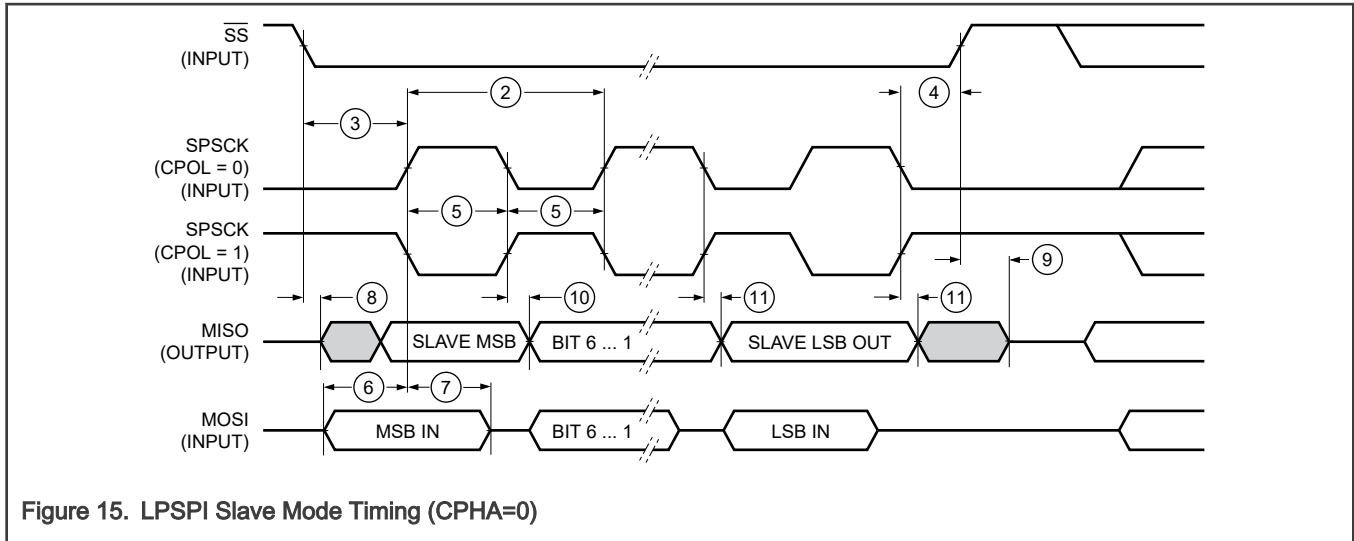 SS
(INPUT)
2
4
3
SPSCK
(CPOL = 0)
(INPUT)
5
5
SPSCK
(CPOL = 1)
(INPUT)
9
8
10
11
11
MISO
(OUTPUT)
SLAVE MSB
BIT 6 ... 1
SLAVE LSB OUT
6
7
MOSI
(INPUT)
MSB IN
BIT 6 ... 1
LSB IN
Figure 15. LPSPI Slave Mode Timing (CPHA=0)